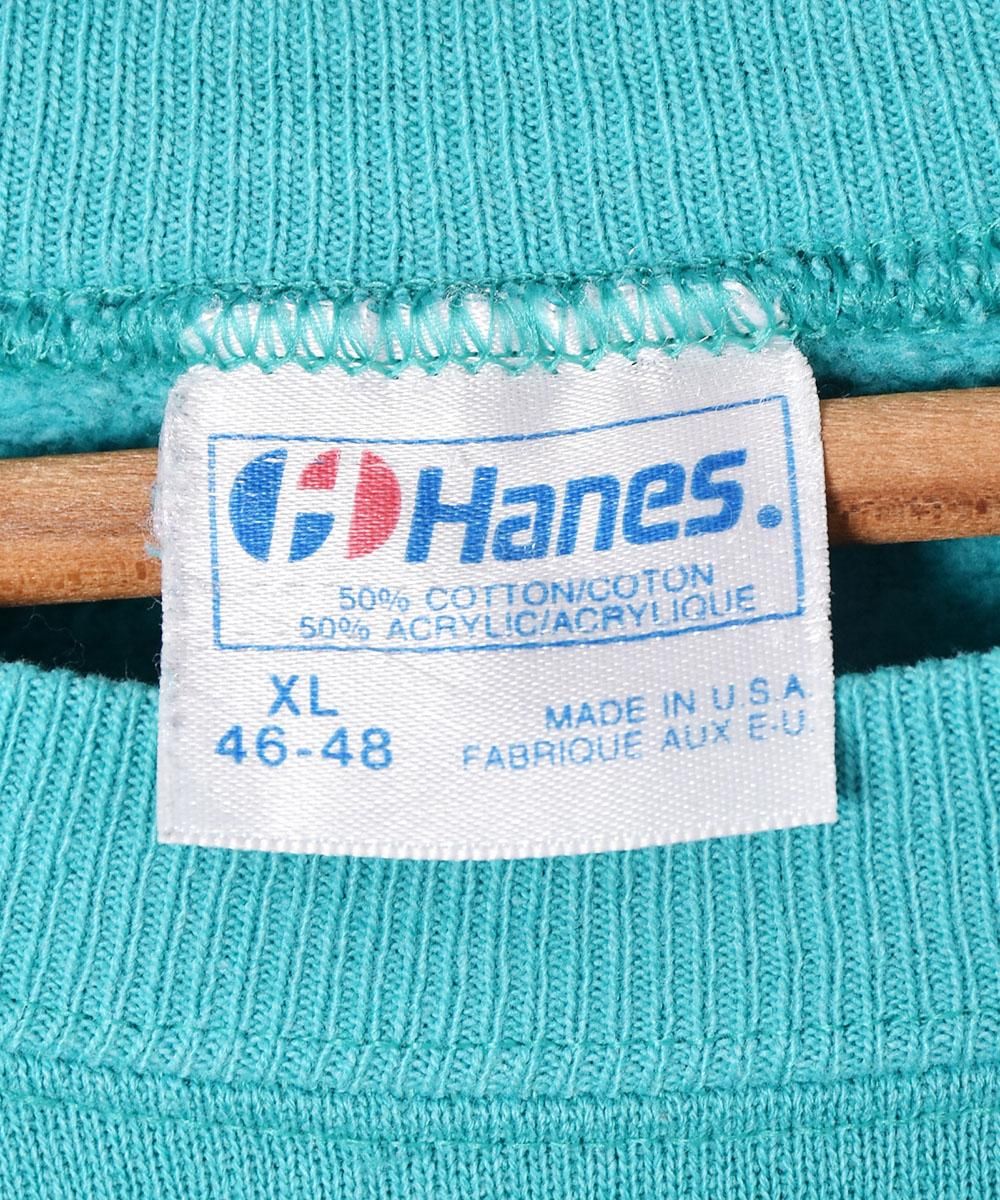 Hanes.
50% COTTON/COTON
50% ACRYLIC/ACRYLIQUE
XL
46-48
MADE IN U.S.A
FABRIQUE AUX E-U